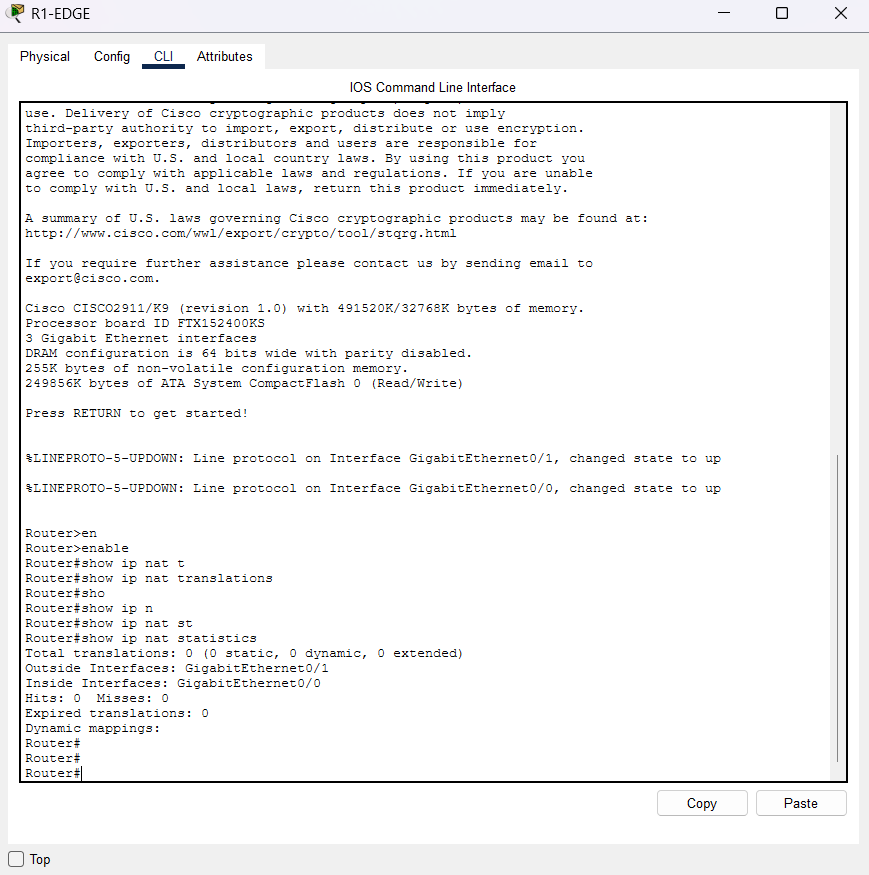 R1-EDGE
Physical Config CLI Attributes
IOS Command Line Interface
use. Delivery of Cisco cryptographic products does not imply
third-party authority to import, export, distribute or use encryption.
Importers, exporters, distributors and users are responsible for
compliance with U.S. and local country laws. By using this product you
agree to comply with applicable laws and regulations. If you are unable
to comply with U.S. and local laws, return this product immediately.
A summary of U.S. laws governing Cisco cryptographic products may be found at:
http://www.cisco.com/wwl/export/crypto/tool/stqrg.html
If you require further assistance please contact us by sending email to
export@cisco.com.
Cisco CISCO2911/K9 (revision 1.0) with 491520K/32768K bytes of memory.
Processor board ID FTX152400KS
3 Gigabit Ethernet interfaces
DRAM configuration is 64 bits wide with parity disabled.
255K bytes of non-volatile configuration memory.
249856K bytes of ATA System CompactFlash 0 (Read/Write)
Press RETURN to get started!
%LINEPROTO-5-UPDOWN: Line protocol on Interface GigabitEthernet0/1, changed state to up
%LINEPROTO-5-UPDOWN: Line protocol on Interface GigabitEthernet0/0, changed state to up
Router>en
Router>enable
Router#show ip nat t
Router#show ip nat translations
Router#sho
Router#show ip n
Router#show ip nat st
Router#show ip nat statistics
Total translations: 0 (0 static, 0 dynamic, 0 extended)
Outside Interfaces: GigabitEthernet0/1
Inside Interfaces: GigabitEthernet0/0
Hits: 0 Misses: 0
Expired translations: 0
Dynamic mappings:
Router#
Router#
Router#
Copy Paste
Top